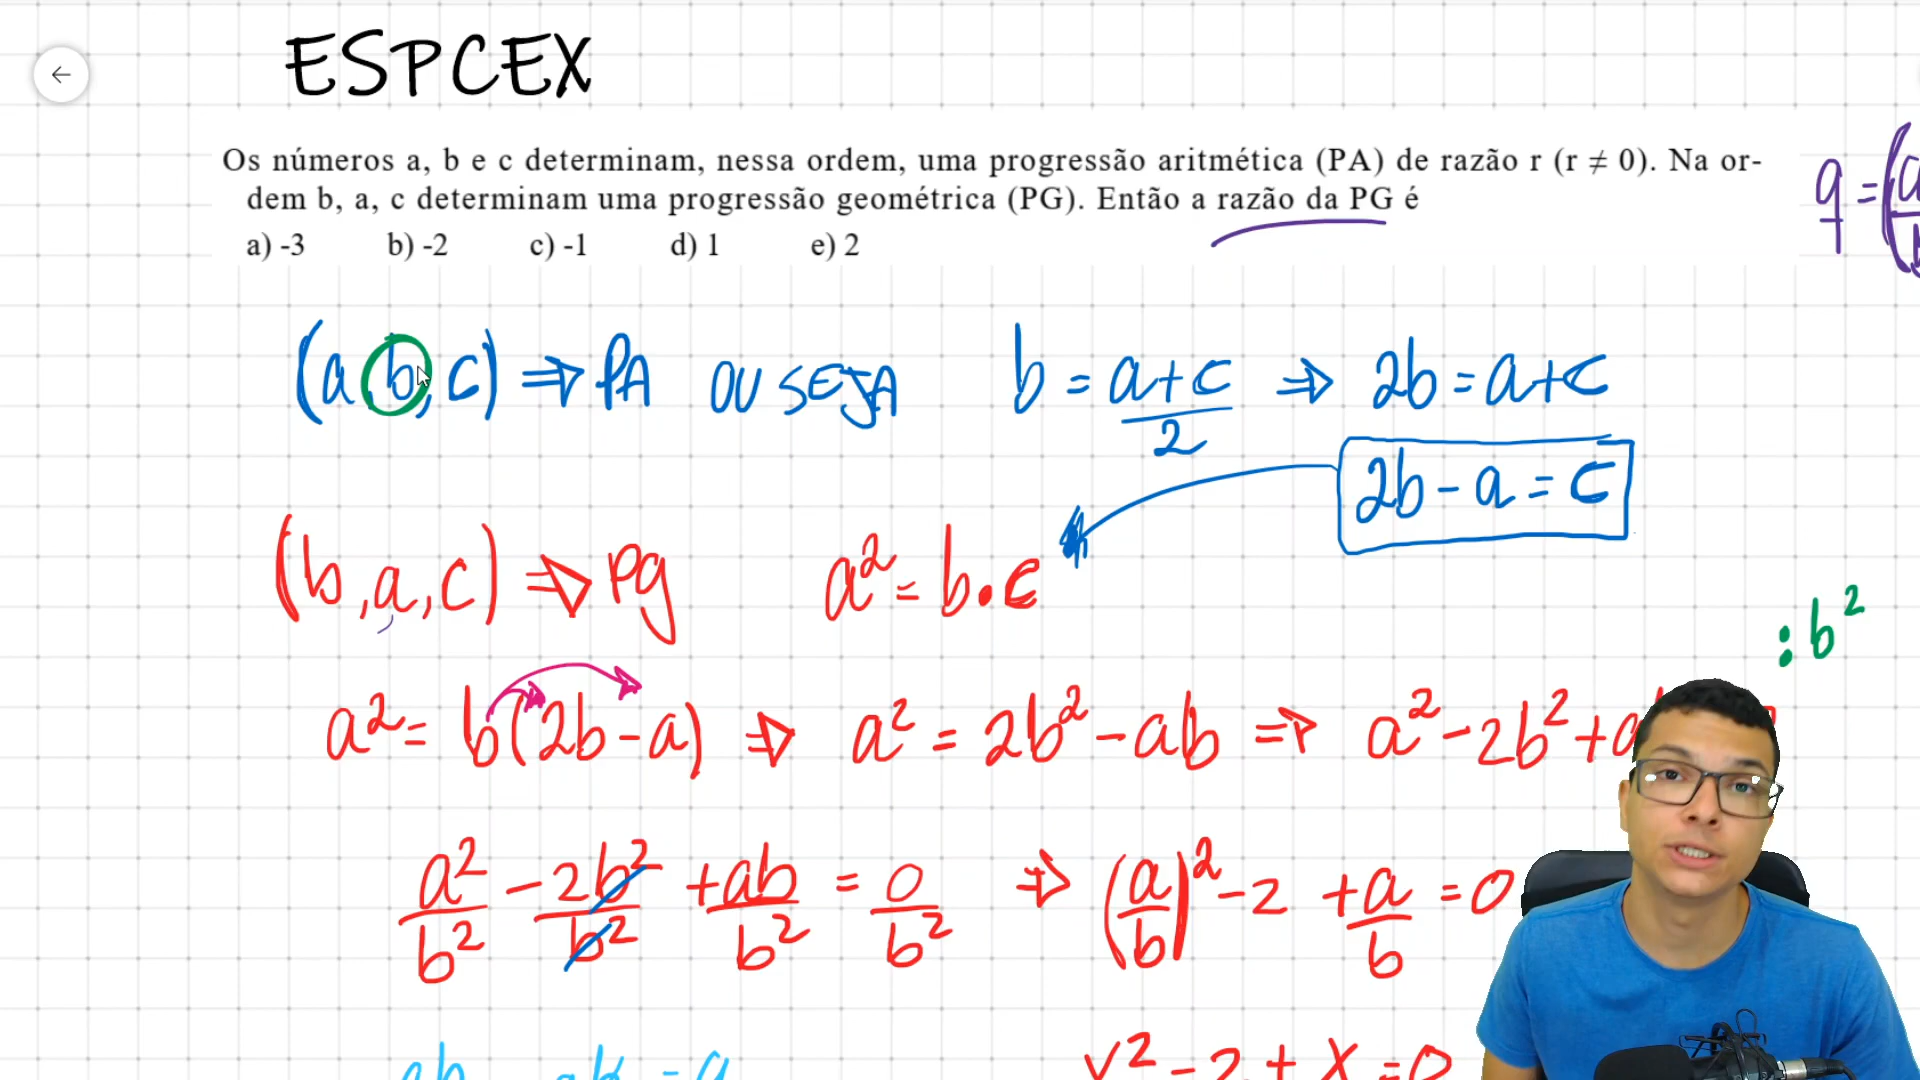 ESPCEX
Os números a, b e c determinam, nessa ordem, uma progressão aritmética (PA) de razão r (r ≠ 0). Na or-
dem b, a, c determinam uma progressão geométrica (PG). Então a razão da PG é
a) -3 b) -2 c) -1 d) 1 e) 2
q = (
(a, b, c) ⇒ PA OU SEJA b = a+c/2 ⇒ 2b = a+c
2b - a = c
(b, a, c) ⇒ PG a² = b · c
: b²
a² = b(2b - a) ⇒ a² = 2b² - ab ⇒ a² - 2b² + a
a²/b² - 2b²/b² + ab/b² = 0/b² ⇒ (a/b)² - 2 + a/b = 0
x² - 2 + x = 0